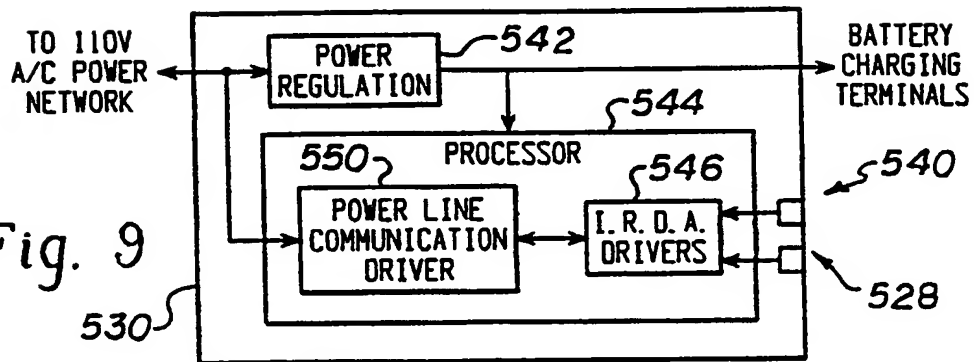 TO 110V
A/C POWER
NETWORK
POWER
REGULATION
542
BATTERY
CHARGING
TERMINALS
544
PROCESSOR
550
POWER LINE
COMMUNICATION
DRIVER
546
I. R. D. A.
DRIVERS
540
528
Fig. 9
530